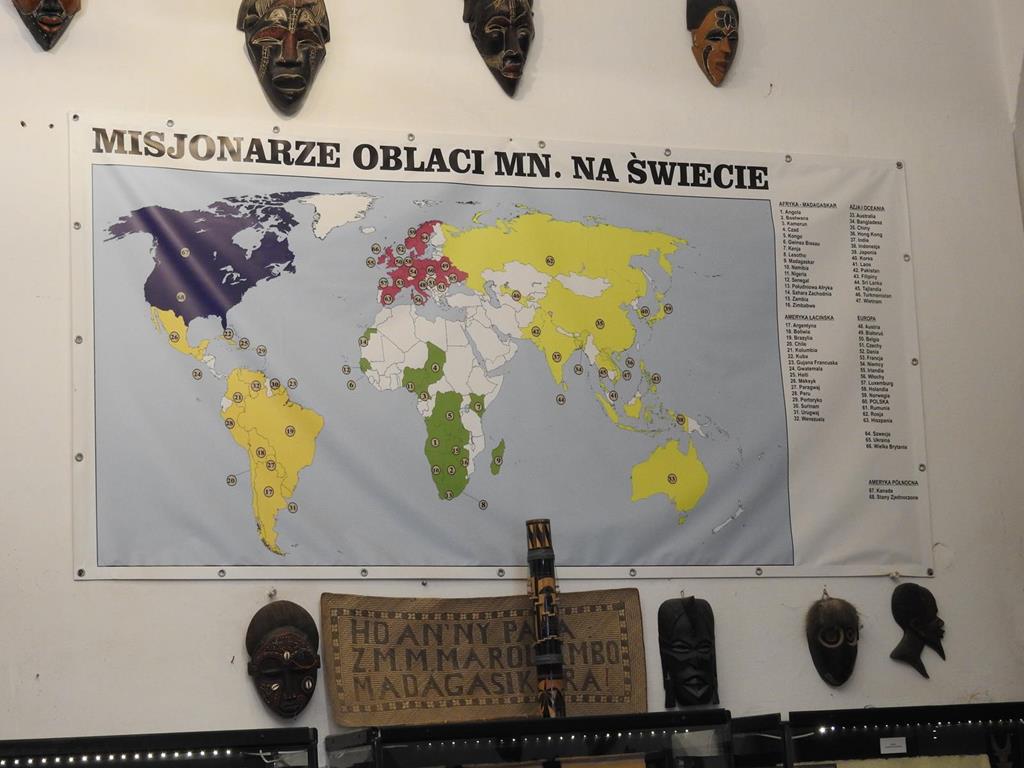 MISJONARZE OBLACI MN. NA ŚWIECIE
AFRYKA - MADAGASKAR
1. Angola
2. Botswana
3. Kamerun
4. Czad
5. Kongo
6. Gwinea Bissau
7. Kenia
8. Lesotho
9. Madagaskar
10. Namibia
11. Nigeria
12. Senegal
13. Południowa Afryka
14. Sahara Zachodnia
15. Zambia
16. Zimbabwe
AMERYKA ŁACIŃSKA
17. Argentyna
18. Boliwia
19. Brazylia
20. Chile
21. Kolumbia
22. Kuba
23. Gujana Francuska
24. Gwatemala
25. Haiti
26. Meksyk
27. Paragwaj
28. Peru
29. Portoryko
30. Surinam
31. Urugwaj
32. Wenezuela
AZJA I OCEANIA
33. Australia
34. Bangladesz
35. Chiny
36. Hong Kong
37. Indie
38. Indonezja
39. Japonia
40. Korea
41. Laos
42. Pakistan
43. Filipiny
44. Sri Lanka
45. Tajlandia
46. Turkmenistan
47. Wietnam
EUROPA
48. Austria
49. Białoruś
50. Belgia
51. Czechy
52. Dania
53. Francja
54. Niemcy
55. Irlandia
56. Włochy
57. Luxemburg
58. Holandia
59. Norwegia
60. POLSKA
61. Rumunia
62. Rosja
63. Hiszpania
64. Szwecja
65. Ukraina
66. Wielka Brytania
AMERYKA PÓŁNOCNA
67. Kanada
68. Stany Zjednoczone
HO AN'NY PAPA
Z.M.M.MARO
MADAGASIKARA!